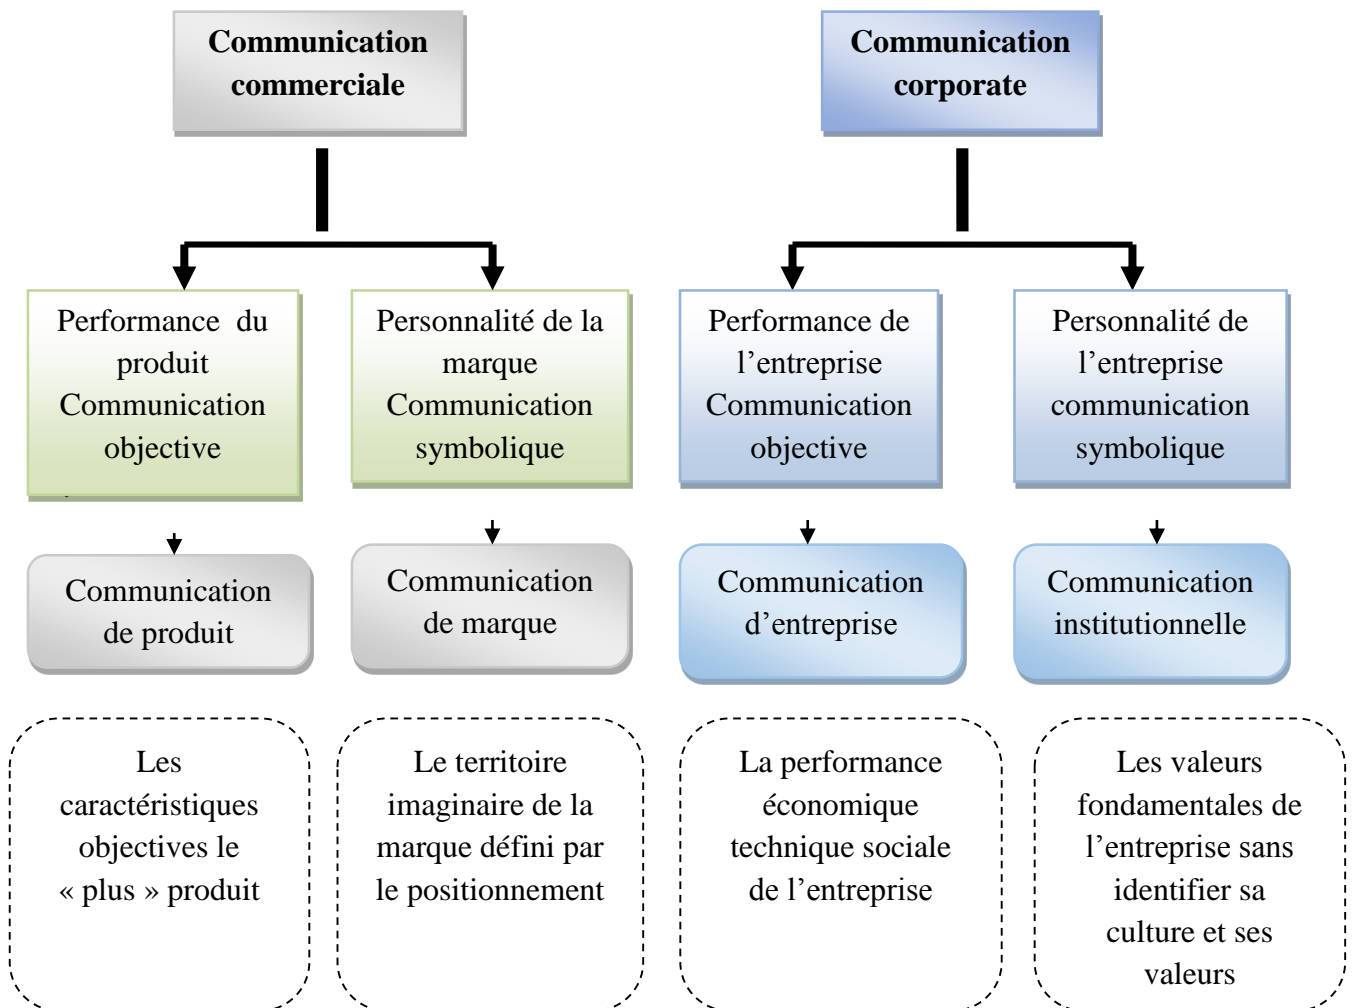 Communication
commerciale
Communication
corporate
Performance du
produit
Communication
objective
Personnalité de la
marque
Communication
symbolique
Performance de
l’entreprise
Communication
objective
Personnalité de
l’entreprise
communication
symbolique
Communication
de produit
Communication
de marque
Communication
d’entreprise
Communication
institutionnelle
Les
caractéristiques
objectives le
« plus » produit
Le territoire
imaginaire de la
marque défini par
le positionnement
La performance
économique
technique sociale
de l’entreprise
Les valeurs
fondamentales de
l’entreprise sans
identifier sa
culture et ses
valeurs